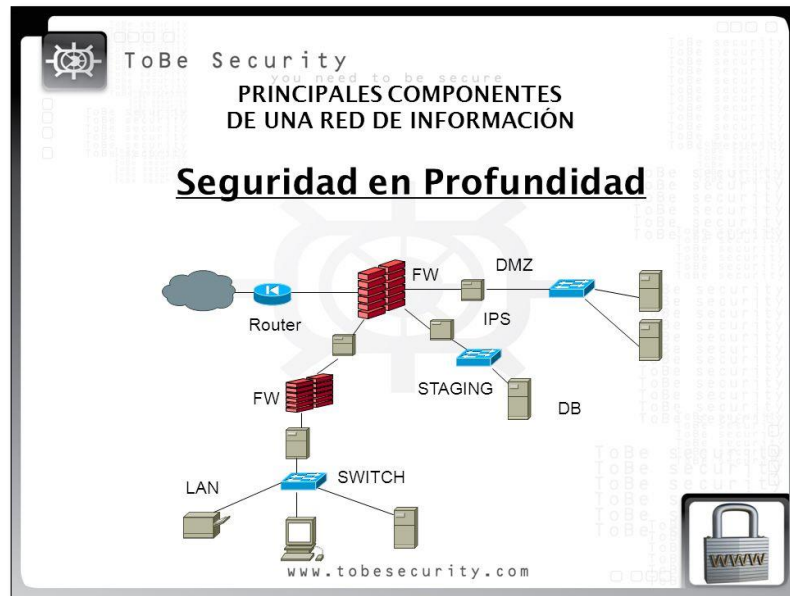 ToBe Security
you need to be secure
PRINCIPALES COMPONENTES
DE UNA RED DE INFORMACIÓN
Seguridad en Profundidad
FW
DMZ
Router
IPS
FW
STAGING
DB
LAN
SWITCH
www.tobesecurity.com
WWW